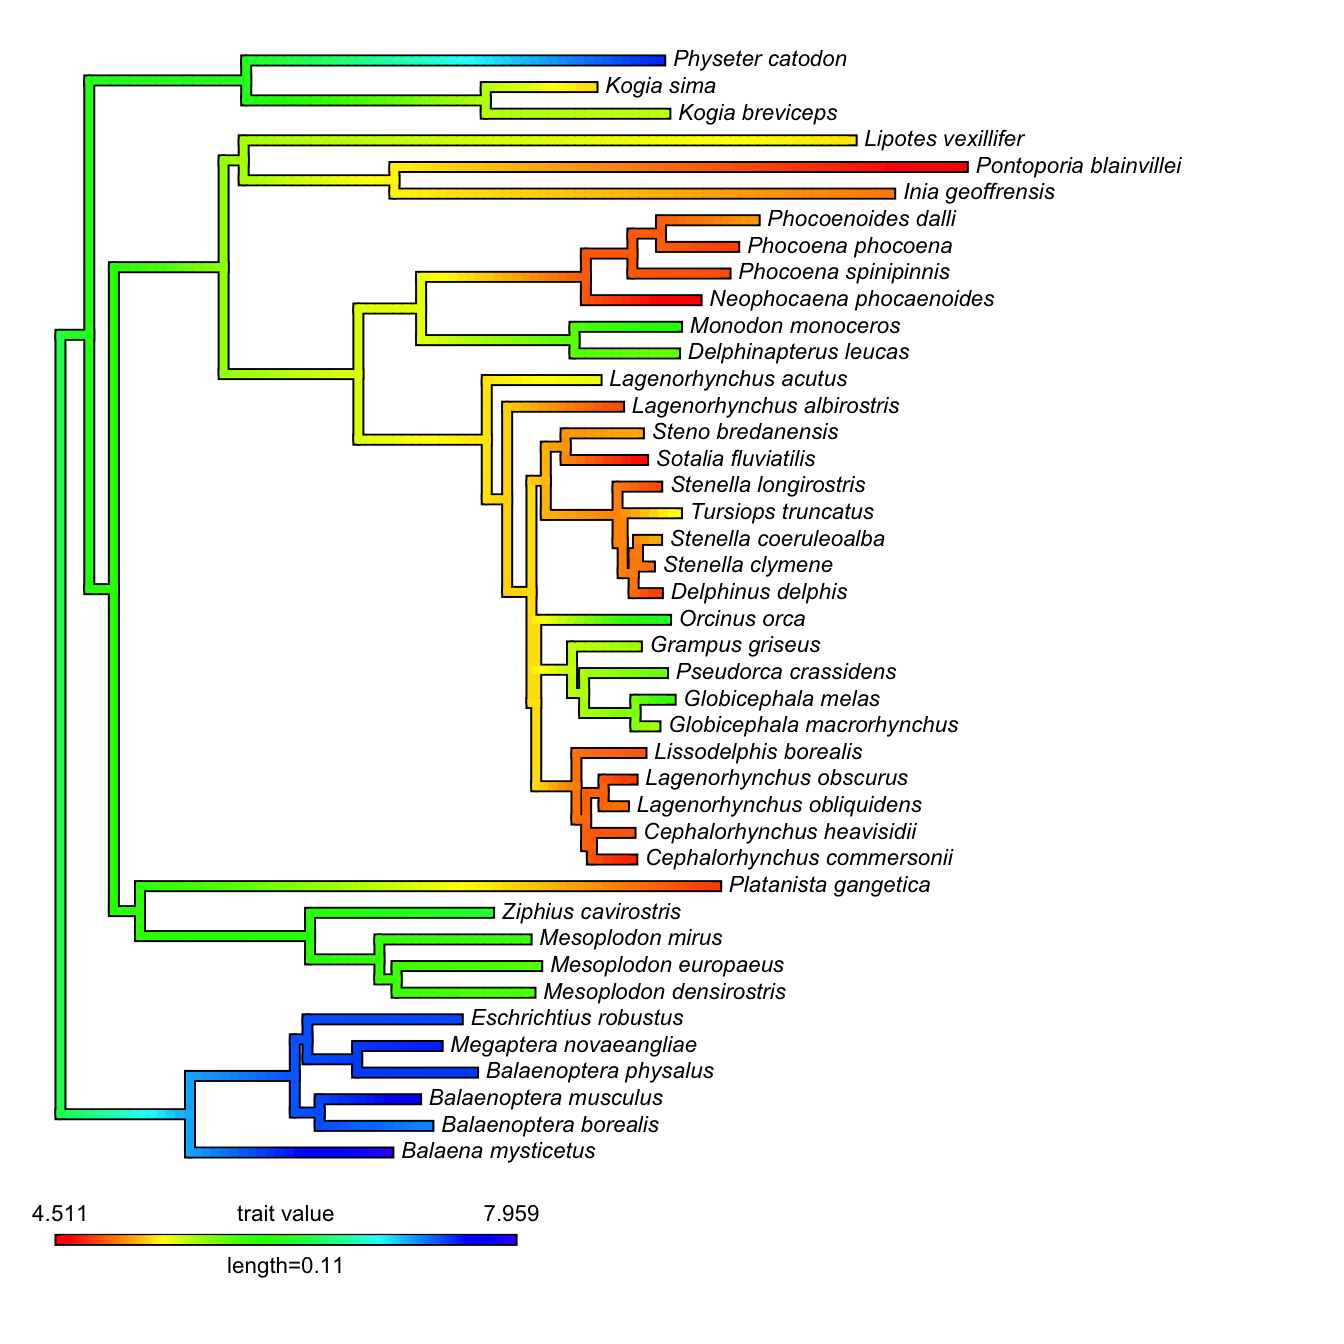 Physeter catodon
Kogia sima
Kogia breviceps
Lipotes vexillifer
Pontoporia blainvillei
Inia geoffrensis
Phocoenoides dalli
Phocoena phocoena
Phocoena spinipinnis
Neophocaena phocaenoides
Monodon monoceros
Delphinapterus leucas
Lagenorhynchus acutus
Lagenorhynchus albirostris
Steno bredanensis
Sotalia fluviatilis
Stenella longirostris
Tursiops truncatus
Stenella coeruleoalba
Stenella clymene
Delphinus delphis
Orcinus orca
Grampus griseus
Pseudorca crassidens
Globicephala melas
Globicephala macrorhynchus
Lissodelphis borealis
Lagenorhynchus obscurus
Lagenorhynchus obliquidens
Cephalorhynchus heavisidii
Cephalorhynchus commersonii
Platanista gangetica
Ziphius cavirostris
Mesoplodon mirus
Mesoplodon europaeus
Mesoplodon densirostris
Eschrichtius robustus
Megaptera novaeangliae
Balaenoptera physalus
Balaenoptera musculus
Balaenoptera borealis
Balaena mysticetus
4.511 trait value 7.959
length=0.11